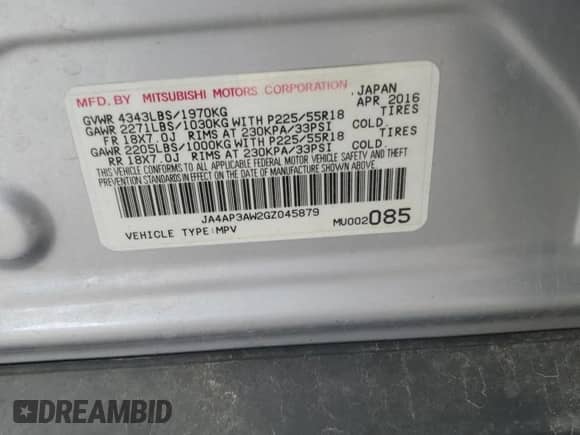 MFD. BY MITSUBISHI MOTORS CORPORATION JAPAN
GVWR 4343LBS/1970KG APR 2016
GAWR 2271LBS/1030KG WITH P225/55R18 TIRES
FR 18X7.0J RIMS AT 230KPA/33PSI COLD.
GAWR 2205LBS/1000KG WITH P225/55R18 TIRES
RR 18X7.0J RIMS AT 230KPA/33PSI COLD.
THIS VEHICLE CONFORMS TO ALL APPLICABLE FEDERAL MOTOR VEHICLE SAFETY AND THEFT
PREVENTION STANDARDS IN EFFECT ON THE DATE OF MANUFACTURE SHOWN ABOVE.
JA4AP3AW2GZ045879
VEHICLE TYPE:MPV MU002085
DREAMBID